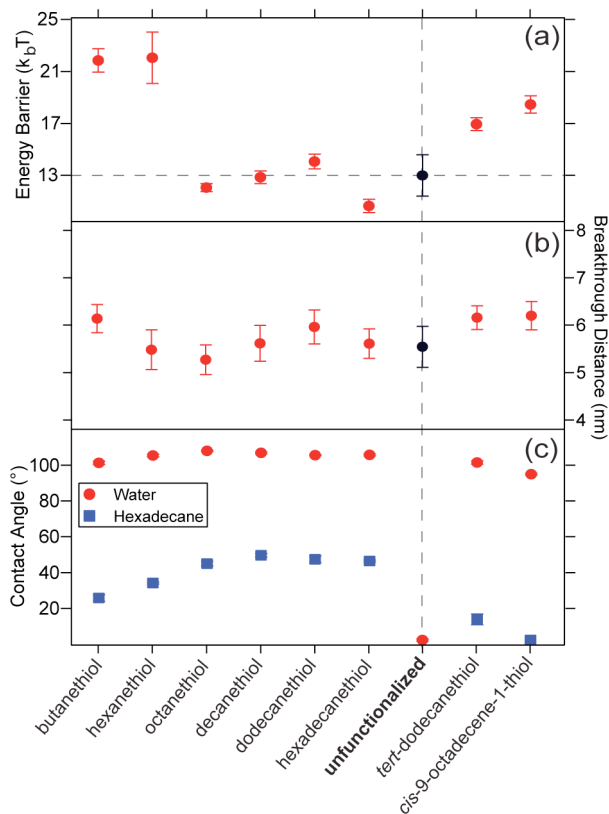 (a)
Energy Barrier (kbT)
25
21
17
13
(b)
Breakthrough Distance (nm)
8
7
6
5
4
(c)
Contact Angle (°)
100
80
60
40
20
Water
Hexadecane
butanethiol
hexanethiol
octanethiol
decanethiol
dodecanethiol
hexadecanethiol
unfunctionalized
tert-dodecanethiol
cis-9-octadecene-1-thiol